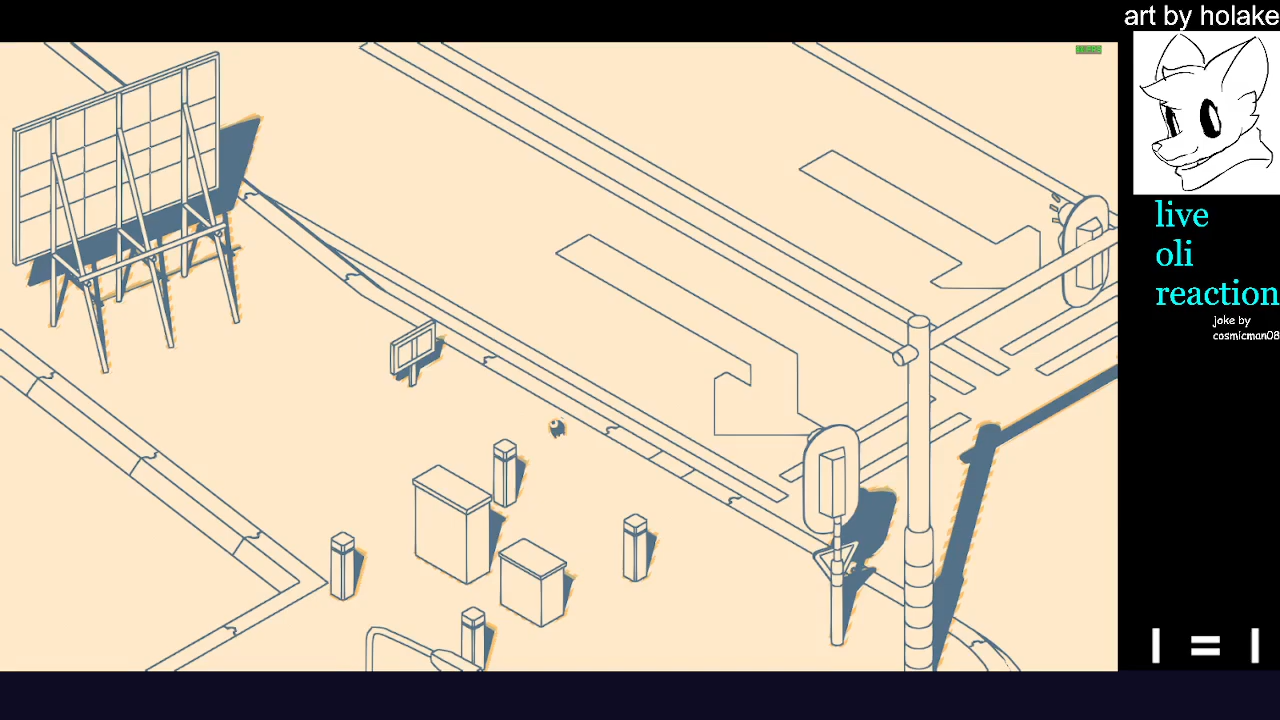 art by holake
live
oli
reaction
joke by
cosmicman08
| = |